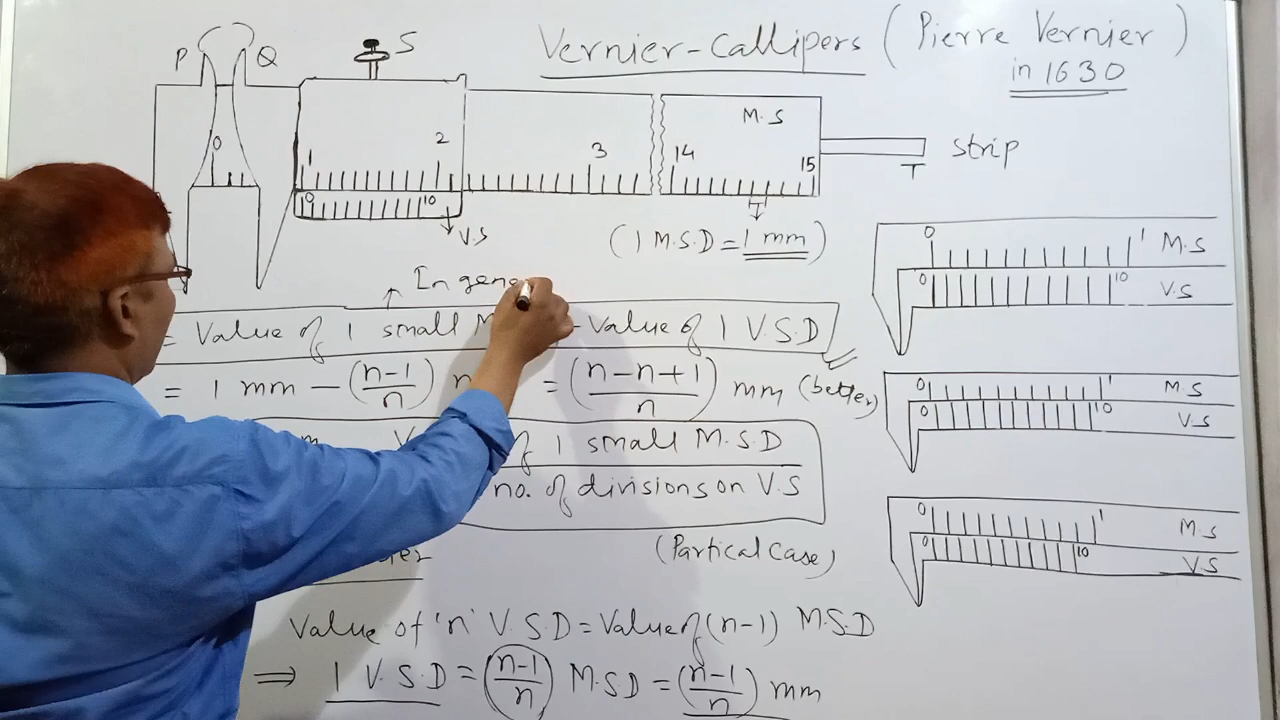 Vernier-Callipers (Pierre Vernier)
in 1630
P Q S
M.S
0 1 2 3 14 15
strip
T
0 10
V.S
(1 M.S.D = 1 mm)
In gene
= Value of 1 small M - Value of 1 V.S.D
= 1 mm - (n-1/n) = (n-n+1/n) mm (better)
of 1 small M.S.D
no. of divisions on V.S
(Partical Case)
Value of 'n' V.S.D = Value of (n-1) M.S.D
⇒ 1 V.S.D = (n-1/n) M.S.D = (n-1/n) mm
0 1 M.S
0 10 V.S
0 1 M.S
0 10 V.S
0 1 M.S
0 10 V.S